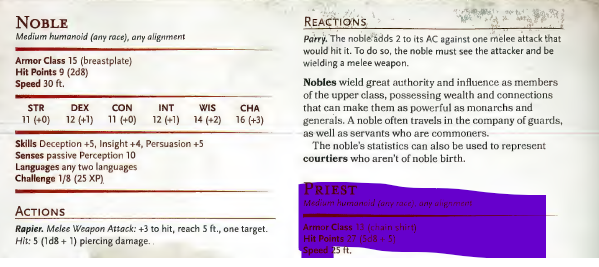 NOBLE
Medium humanoid (any race), any alignment
Armor Class 15 (breastplate)
Hit Points 9 (2d8)
Speed 30 ft.
STR DEX CON INT WIS CHA
11 (+0) 12 (+1) 11 (+0) 12 (+1) 14 (+2) 16 (+3)
Skills Deception +5, Insight +4, Persuasion +5
Senses passive Perception 10
Languages any two languages
Challenge 1/8 (25 XP)
ACTIONS
Rapier. Melee Weapon Attack: +3 to hit, reach 5 ft., one target.
Hit: 5 (1d8 + 1) piercing damage.
REACTIONS
Parry. The noble adds 2 to its AC against one melee attack that
would hit it. To do so, the noble must see the attacker and be
wielding a melee weapon.
Nobles wield great authority and influence as members
of the upper class, possessing wealth and connections
that can make them as powerful as monarchs and
generals. A noble often travels in the company of guards,
as well as servants who are commoners.
The noble's statistics can also be used to represent
courtiers who aren't of noble birth.
PRIEST
Medium humanoid (any race), any alignment
Armor Class 13 (chain shirt)
Hit Points 27 (5d8 + 5)
Speed 25 ft.